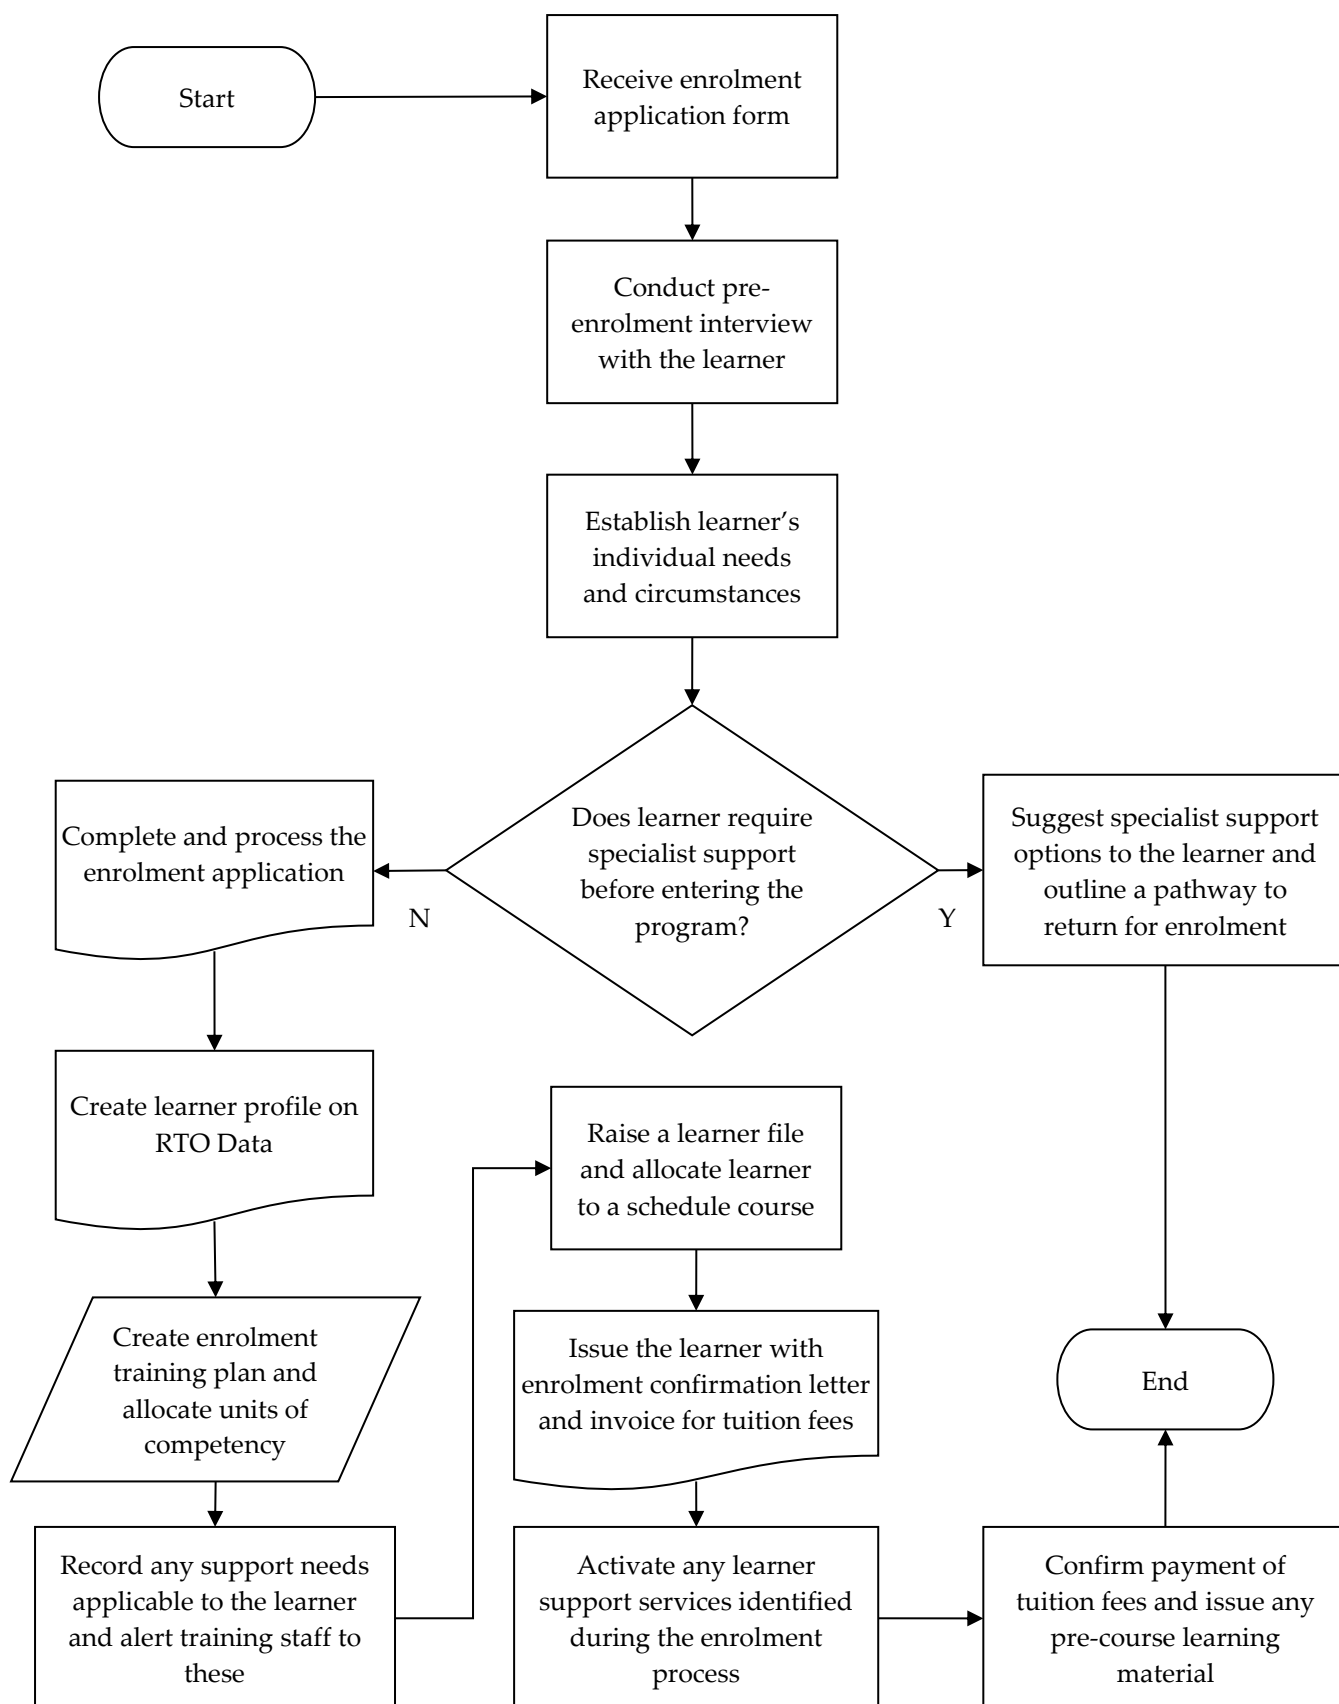 Start
Receive enrolment
application form
Conduct pre-
enrolment interview
with the learner
Establish learner’s
individual needs
and circumstances
Does learner require
specialist support
before entering the
program?
N
Y
Complete and process the
enrolment application
Suggest specialist support
options to the learner and
outline a pathway to
return for enrolment
Create learner profile on
RTO Data
Create enrolment
training plan and
allocate units of
competency
Record any support needs
applicable to the learner
and alert training staff to
these
Raise a learner file
and allocate learner
to a schedule course
Issue the learner with
enrolment confirmation letter
and invoice for tuition fees
Activate any learner
support services identified
during the enrolment
process
Confirm payment of
tuition fees and issue any
pre-course learning
material
End